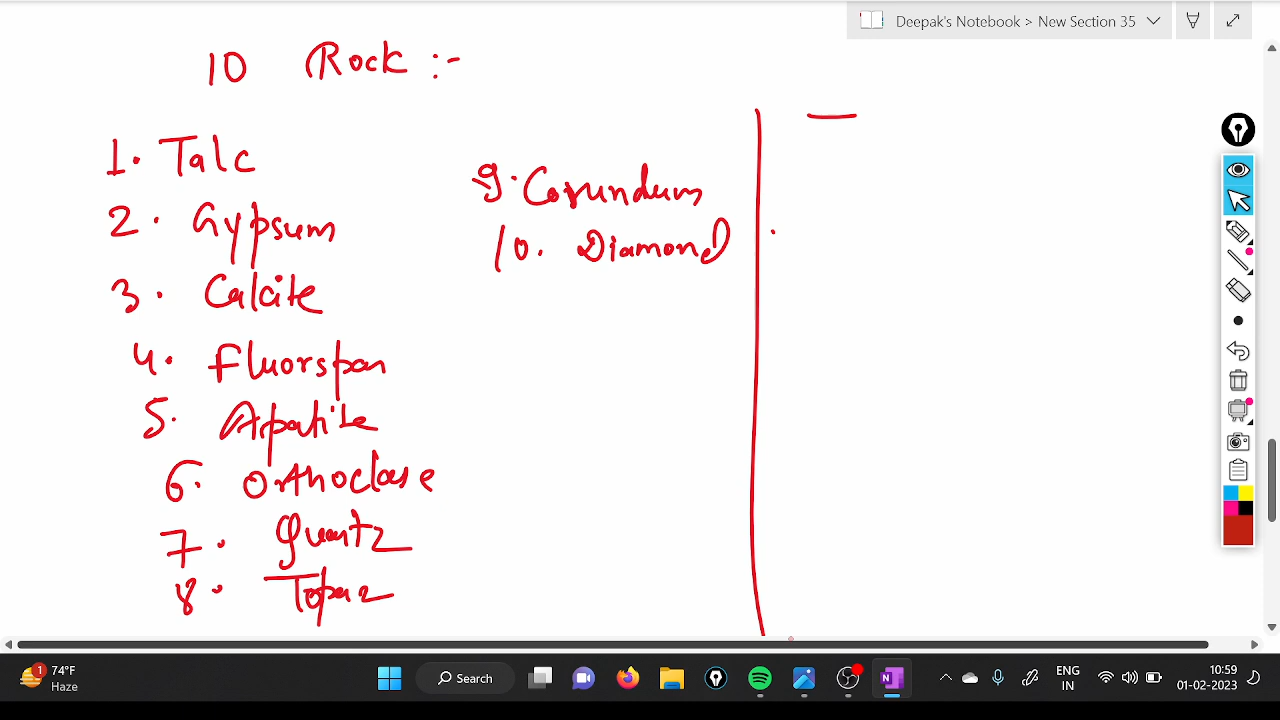 Deepak's Notebook > New Section 35
10 Rock :-
1. Talc
2. Gypsum
3. Calcite
4. Fluorspar
5. Apatite
6. Orthoclase
7. Quartz
8. Topaz
9. Corundum
10. Diamond
1
74°F
Haze
Search
ENG
IN
10:59
01-02-2023